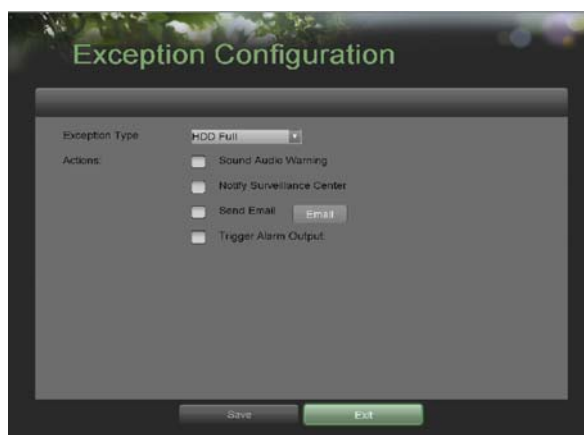 Exception Configuration
Exception Type HDD Full
Actions: Sound Audio Warning
Notify Surveillance Center
Send Email Email
Trigger Alarm Output
Save Exit